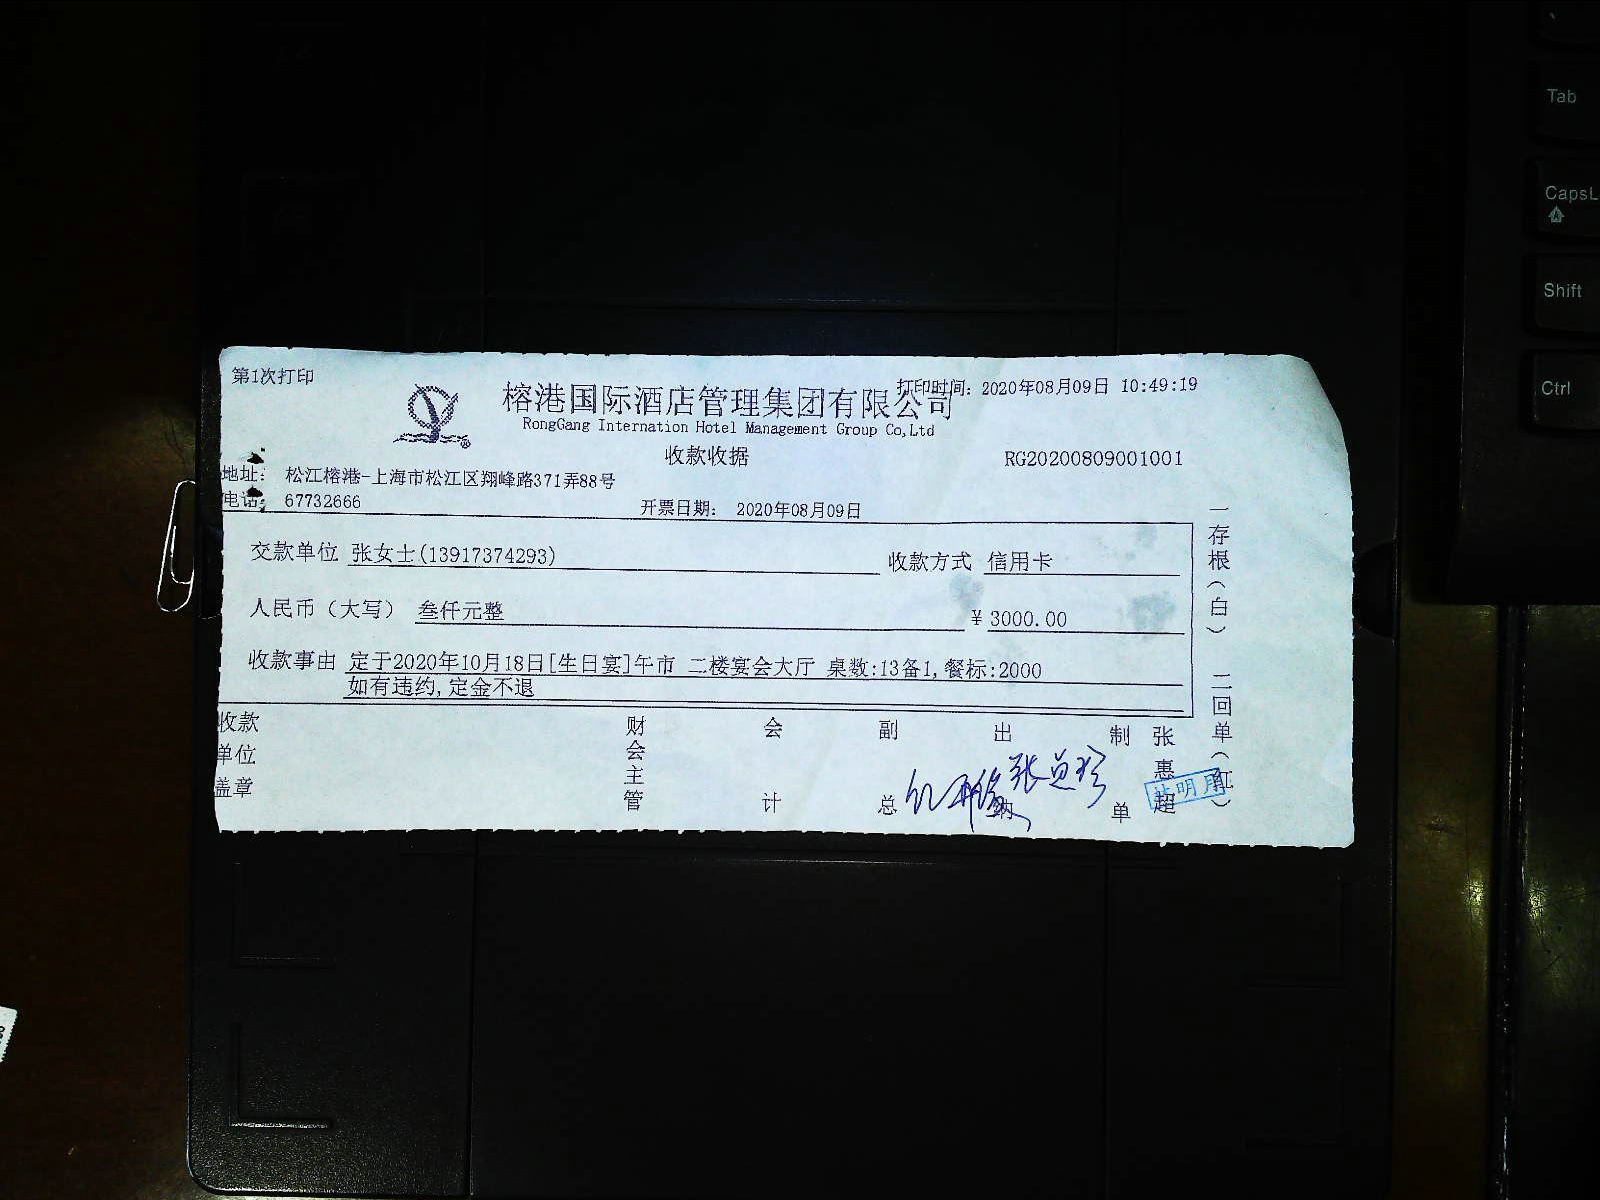 第1次打印
打印时间: 2020年08月09日 10:49:19
榕港国际酒店管理集团有限公司
RongGang Internation Hotel Management Group Co,Ltd
收款收据
RG20200809001001
地址: 松江榕港-上海市松江区翔峰路371弄88号
电话: 67732666
开票日期: 2020年08月09日
交款单位 张女士(13917374293)
收款方式 信用卡
人民币（大写） 叁仟元整
¥ 3000.00
收款事由 定于2020年10月18日[生日宴]午市 二楼宴会大厅 桌数:13备1,餐标:2000
如有违约,定金不退
收款单位盖章
财会主管
会计
副总
出纳
制单
张惠超
一存根(白) 二回单(红)
Tab
CapsL
Shift
Ctrl